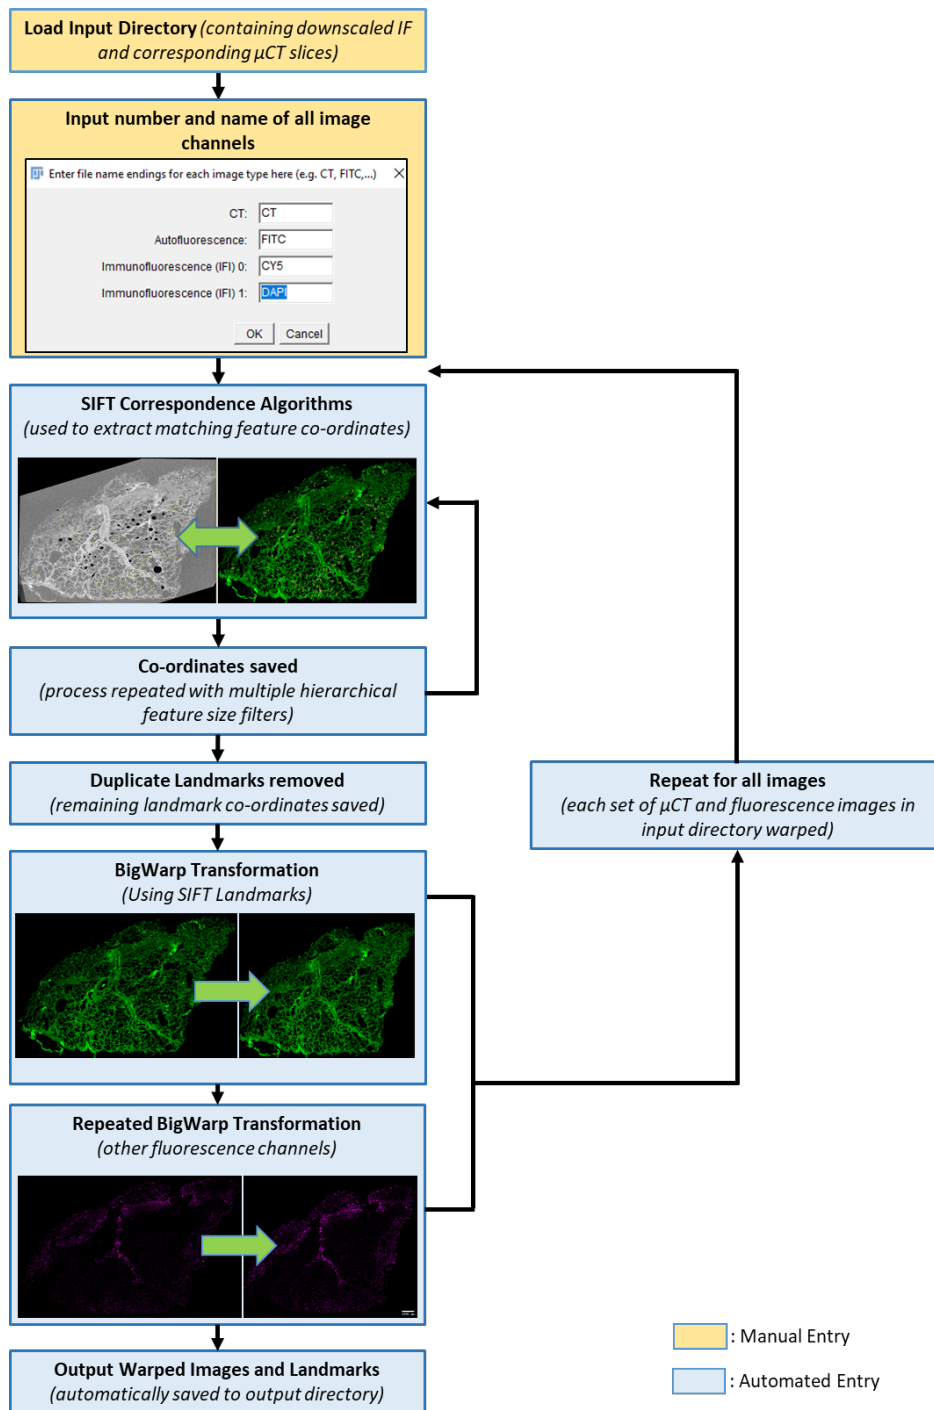 Load Input Directory (containing downscaled IF
and corresponding µCT slices)
Input number and name of all image
channels
Enter file name endings for each image type here (e.g. CT, FITC,...)
CT: CT
Autofluorescence: FITC
Immunofluorescence (IFI) 0: CY5
Immunofluorescence (IFI) 1: DAPI
OK Cancel
SIFT Correspondence Algorithms
(used to extract matching feature co-ordinates)
Co-ordinates saved
(process repeated with multiple hierarchical
feature size filters)
Duplicate Landmarks removed
(remaining landmark co-ordinates saved)
Repeat for all images
(each set of µCT and fluorescence images in
input directory warped)
BigWarp Transformation
(Using SIFT Landmarks)
Repeated BigWarp Transformation
(other fluorescence channels)
Output Warped Images and Landmarks
(automatically saved to output directory)
: Manual Entry
: Automated Entry